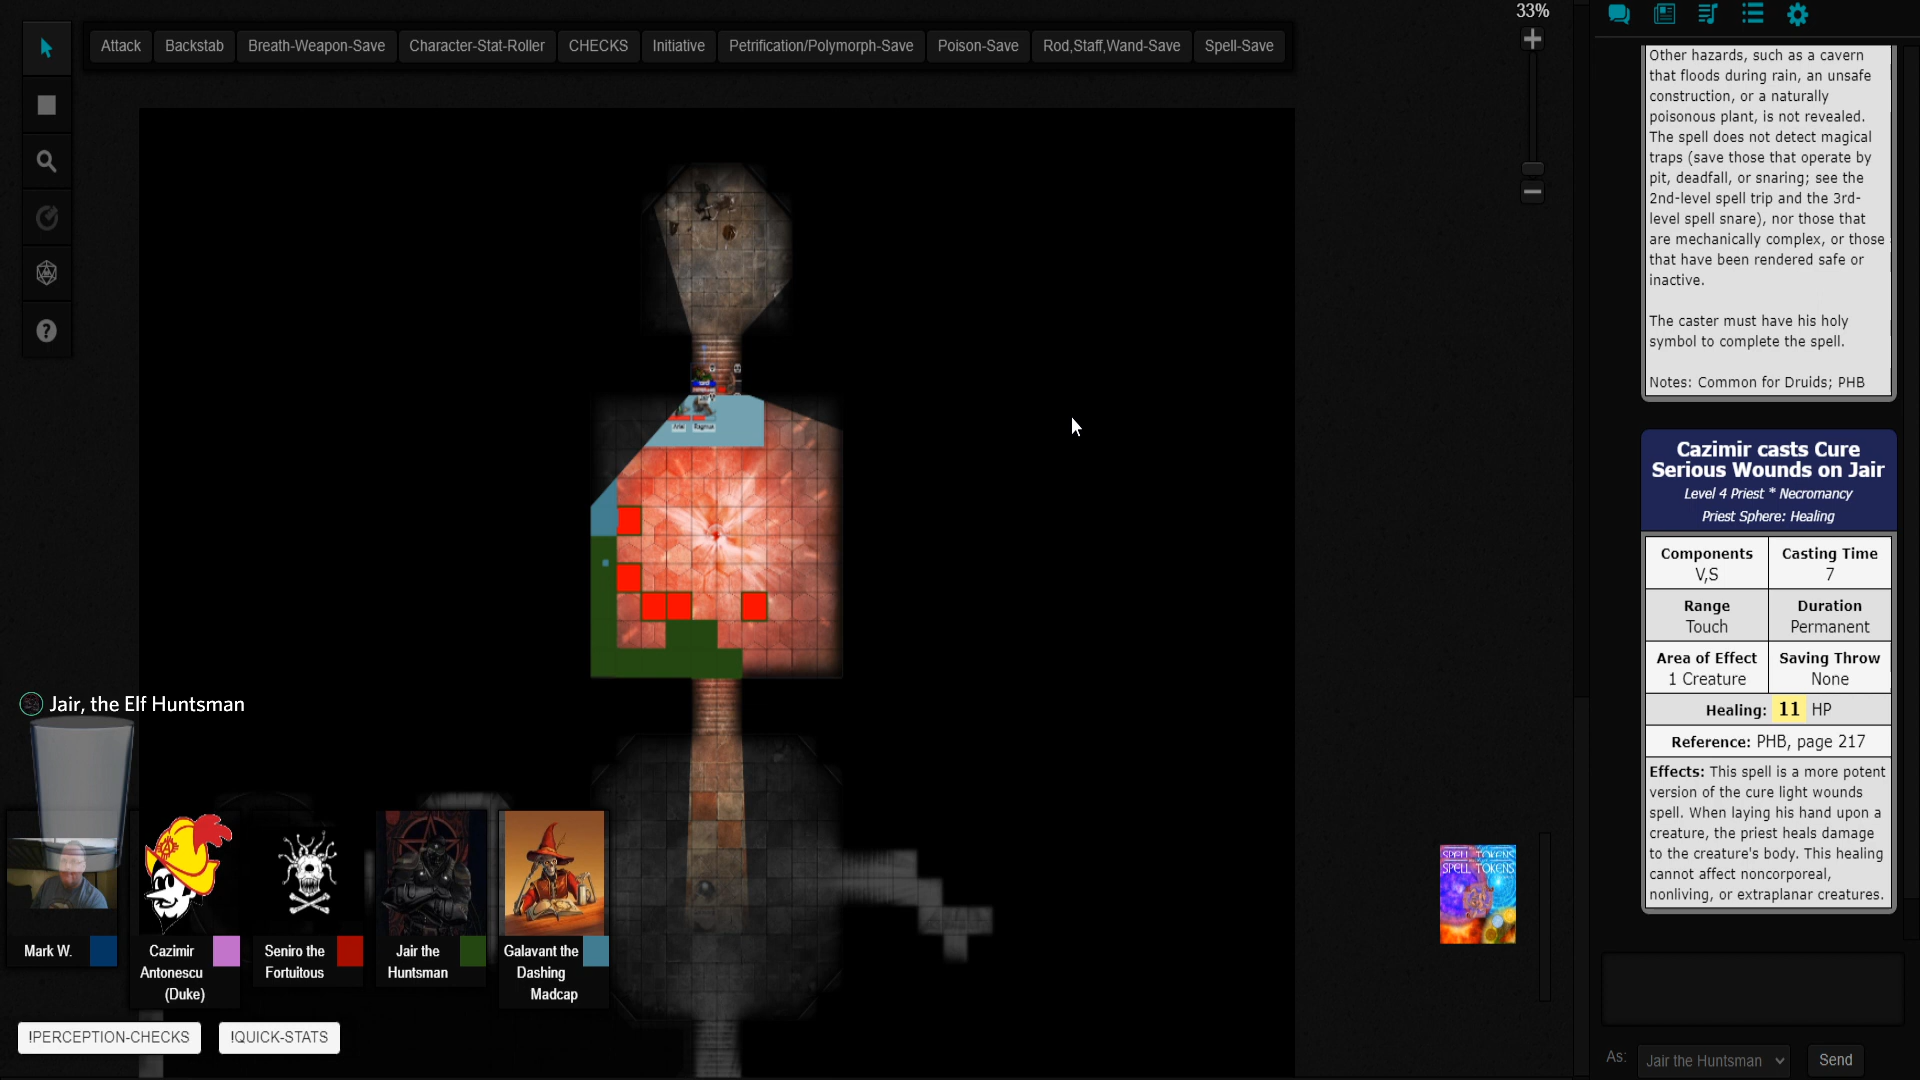 33%
Attack
Backstab
Breath-Weapon-Save
Character-Stat-Roller
CHECKS
Initiative
Petrification/Polymorph-Save
Poison-Save
Rod,Staff,Wand-Save
Spell-Save
Other hazards, such as a cavern
that floods during rain, an unsafe
construction, or a naturally
poisonous plant, is not revealed.
The spell does not detect magical
traps (save those that operate by
pit, deadfall, or snaring; see the
2nd-level spell trip and the 3rd-
level spell snare), nor those that
are mechanically complex, or those
that have been rendered safe or
inactive.
The caster must have his holy
symbol to complete the spell.
Notes: Common for Druids; PHB
Cazimir casts Cure
Serious Wounds on Jair
Level 4 Priest * Necromancy
Priest Sphere: Healing
Components
V,S
Casting Time
7
Range
Touch
Duration
Permanent
Area of Effect
1 Creature
Saving Throw
None
Healing: 11 HP
Reference: PHB, page 217
Effects: This spell is a more potent
version of the cure light wounds
spell. When laying his hand upon a
creature, the priest heals damage
to the creature's body. This healing
cannot affect noncorporeal,
nonliving, or extraplanar creatures.
Ragnus
Jair, the Elf Huntsman
Mark W.
Cazimir
Antonescu
(Duke)
Seniro the
Fortuitous
Jair the
Huntsman
Galavant the
Dashing
Madcap
SPELL TOKENS
SPELL TOKENS
!PERCEPTION-CHECKS
!QUICK-STATS
As:
Jair the Huntsman
Send